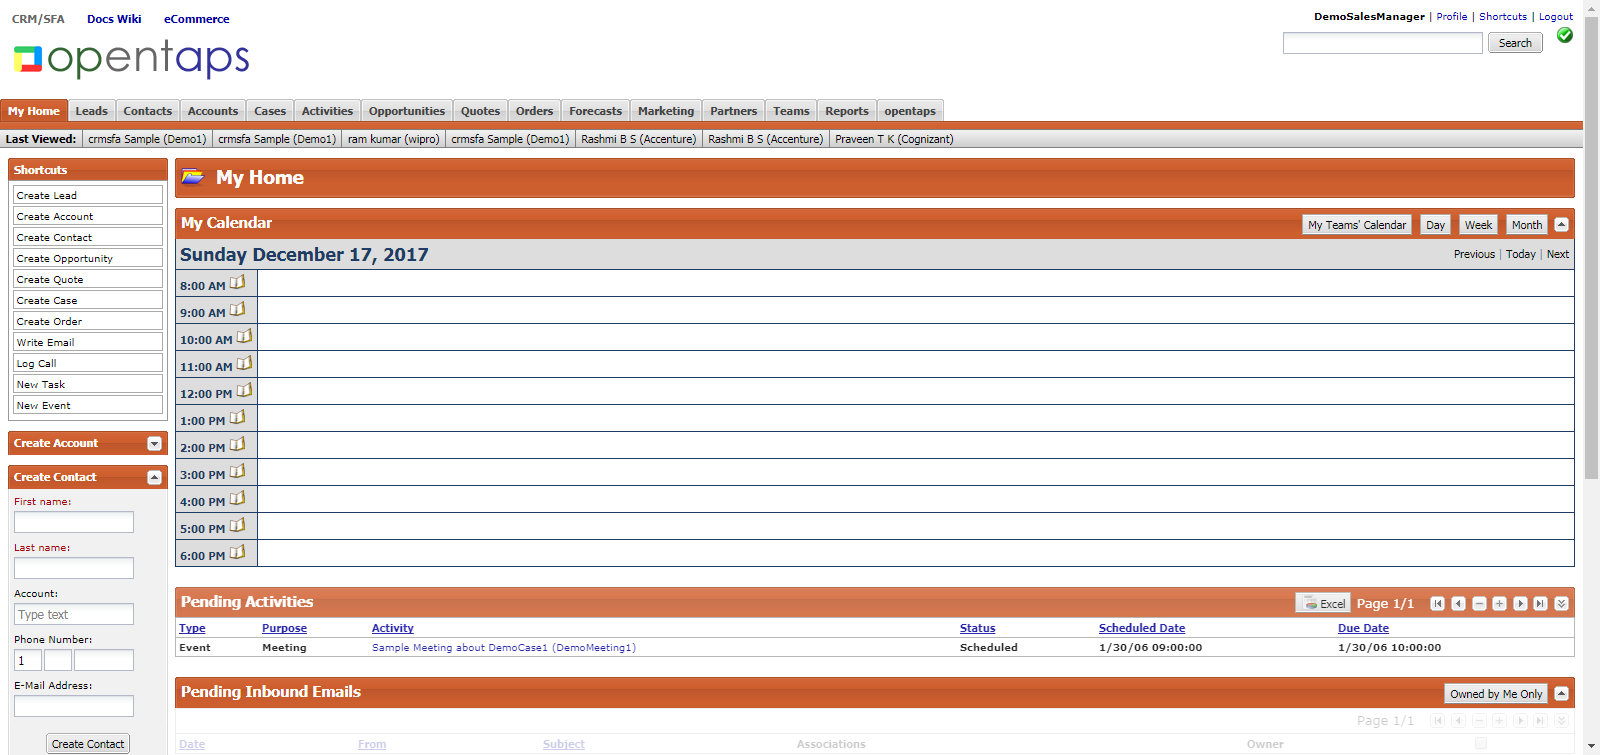 CRM/SFA Docs Wiki eCommerce
DemoSalesManager | Profile | Shortcuts | Logout
opentaps
Search
My Home Leads Contacts Accounts Cases Activities Opportunities Quotes Orders Forecasts Marketing Partners Teams Reports opentaps
Last Viewed: crmsfa Sample (Demo1) crmsfa Sample (Demo1) ram kumar (wipro) crmsfa Sample (Demo1) Rashmi B S (Accenture) Rashmi B S (Accenture) Praveen T K (Cognizant)
Shortcuts
Create Lead
Create Account
Create Contact
Create Opportunity
Create Quote
Create Case
Create Order
Write Email
Log Call
New Task
New Event
Create Account
Create Contact
First name:
Last name:
Account:
Type text
Phone Number:
1
E-Mail Address:
Create Contact
My Home
My Calendar
My Teams' Calendar Day Week Month
Sunday December 17, 2017
Previous | Today | Next
8:00 AM
9:00 AM
10:00 AM
11:00 AM
12:00 PM
1:00 PM
2:00 PM
3:00 PM
4:00 PM
5:00 PM
6:00 PM
Pending Activities
Excel Page 1/1
Type Purpose Activity Status Scheduled Date Due Date
Event Meeting Sample Meeting about DemoCase1 (DemoMeeting1) Scheduled 1/30/06 09:00:00 1/30/06 10:00:00
Pending Inbound Emails
Owned by Me Only
Page 1/1
Date From Subject Associations Owner